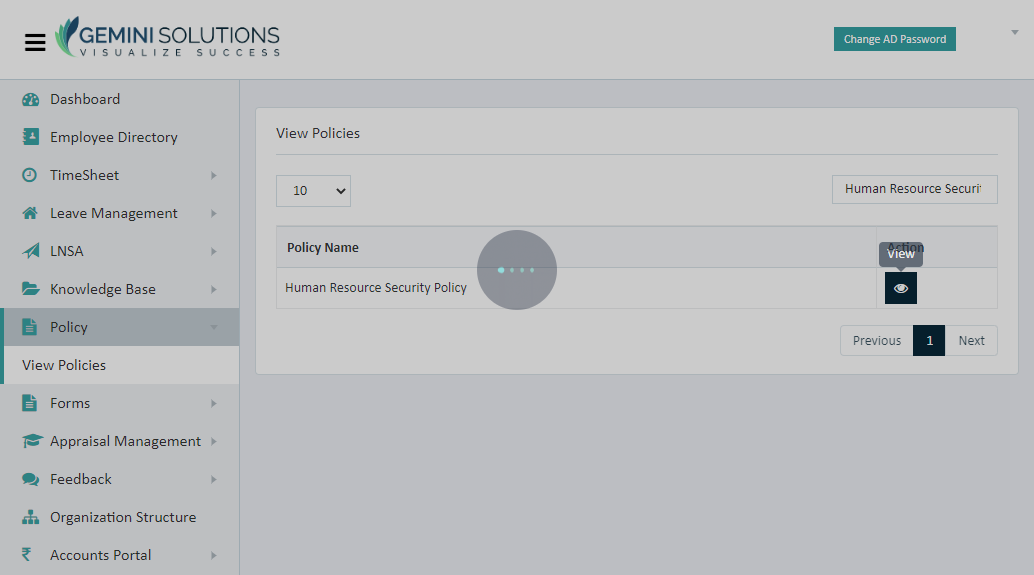 GEMINI SOLUTIONS
VISUALIZE SUCCESS
Change AD Password
Dashboard
Employee Directory
TimeSheet
Leave Management
LNSA
Knowledge Base
Policy
View Policies
Forms
Appraisal Management
Feedback
Organization Structure
Accounts Portal
View Policies
10
Human Resource Securi
Policy Name
Action
View
Human Resource Security Policy
Previous
1
Next